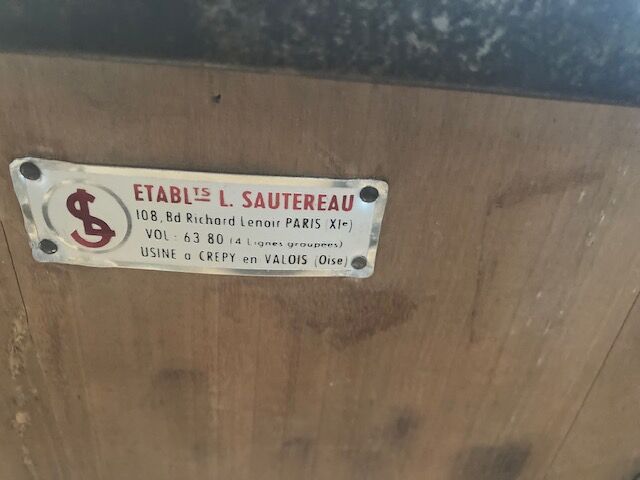 ETABLTS L. SAUTEREAU
108, Bd Richard Lenoir PARIS (XIe)
VOL : 63 80 (4 Lignes groupées)
USINE a CREPY en VALOIS (Oise)